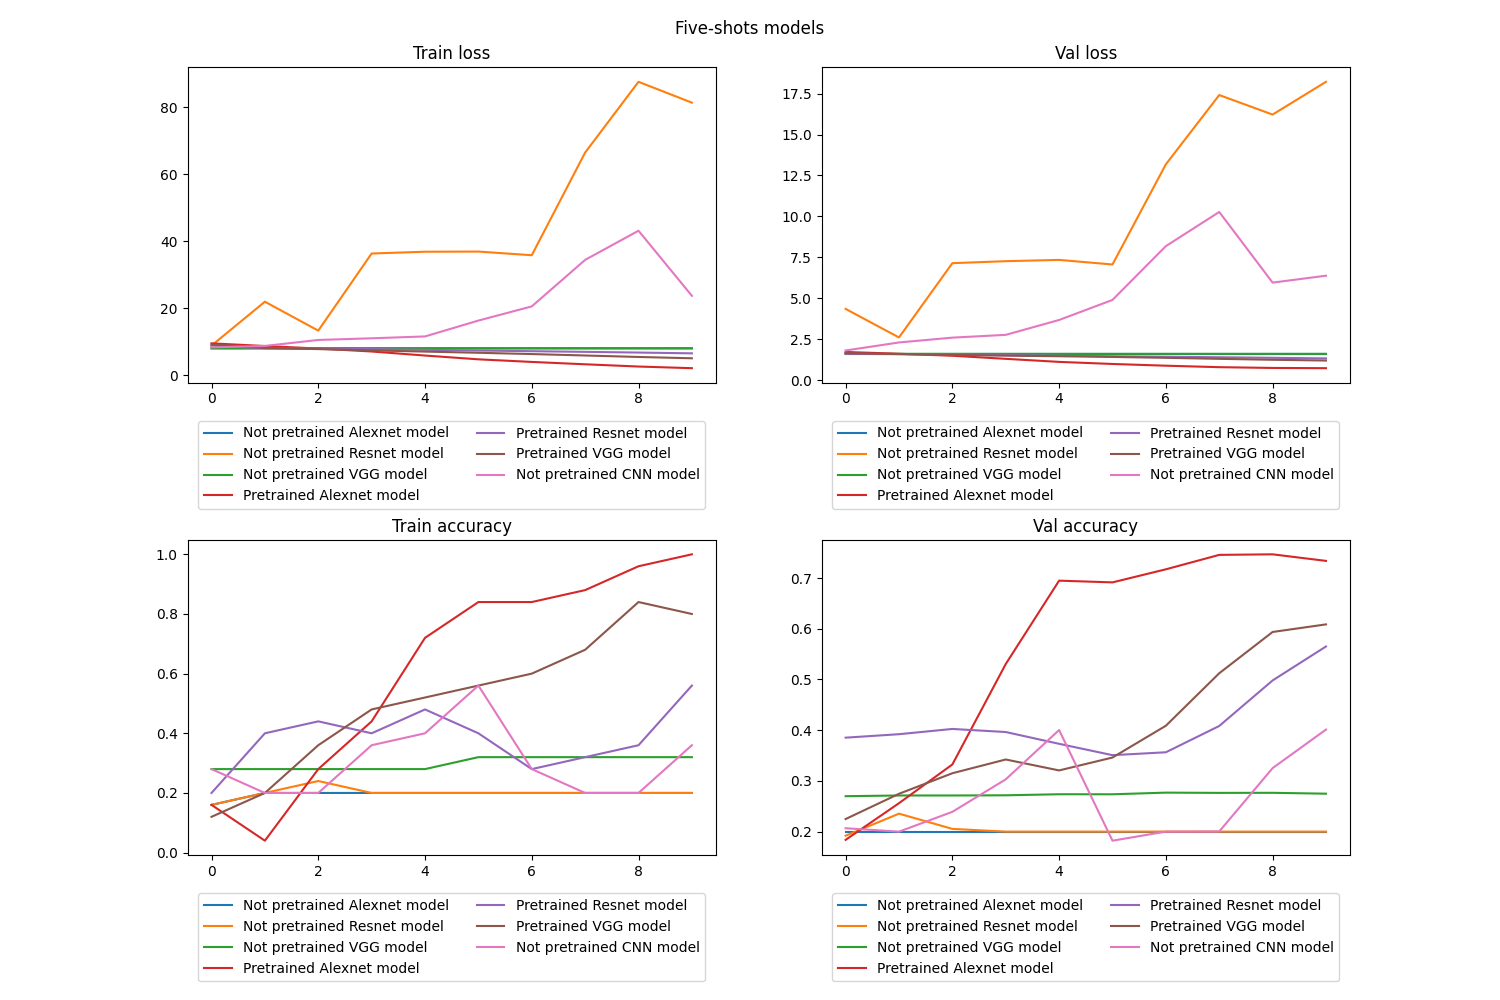 Five-shots models
Train loss
80
60
40
20
0
0 2 4 6 8
Not pretrained Alexnet model
Not pretrained Resnet model
Not pretrained VGG model
Pretrained Alexnet model
Pretrained Resnet model
Pretrained VGG model
Not pretrained CNN model
Val loss
17.5
15.0
12.5
10.0
7.5
5.0
2.5
0.0
0 2 4 6 8
Not pretrained Alexnet model
Not pretrained Resnet model
Not pretrained VGG model
Pretrained Alexnet model
Pretrained Resnet model
Pretrained VGG model
Not pretrained CNN model
Train accuracy
1.0
0.8
0.6
0.4
0.2
0.0
0 2 4 6 8
Not pretrained Alexnet model
Not pretrained Resnet model
Not pretrained VGG model
Pretrained Alexnet model
Pretrained Resnet model
Pretrained VGG model
Not pretrained CNN model
Val accuracy
0.7
0.6
0.5
0.4
0.3
0.2
0 2 4 6 8
Not pretrained Alexnet model
Not pretrained Resnet model
Not pretrained VGG model
Pretrained Alexnet model
Pretrained Resnet model
Pretrained VGG model
Not pretrained CNN model